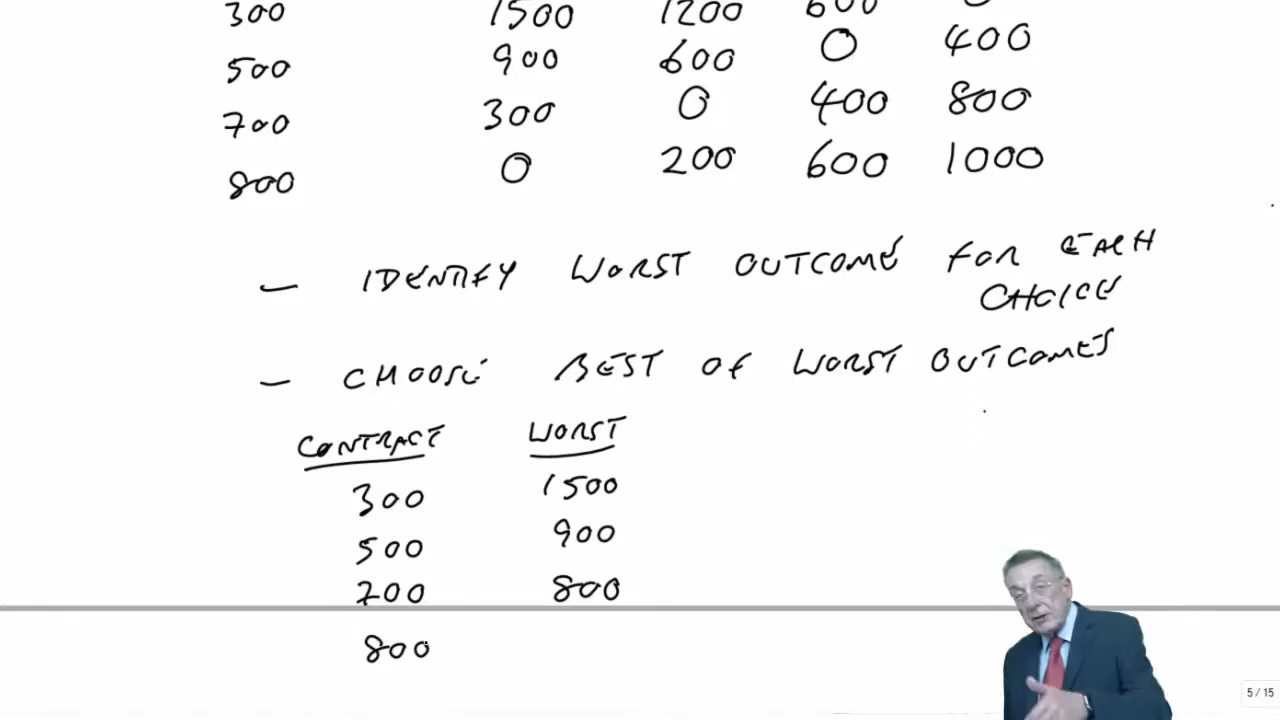 300 1500 1200 600 0
500 900 600 0 400
700 300 0 400 800
800 0 200 600 1000
- IDENTIFY WORST OUTCOME FOR EACH
CHOICE
- CHOOSE BEST OF WORST OUTCOMES
CONTRACT WORST
300 1500
500 900
700 800
800
5 / 15